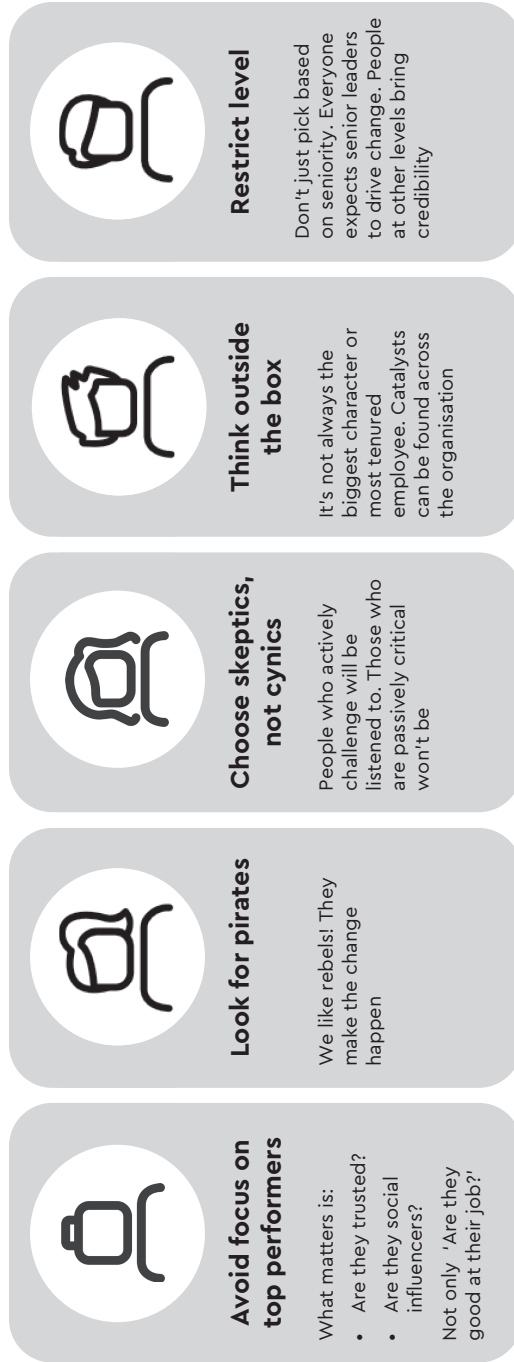 Avoid focus on
top performers
What matters is:
• Are they trusted?
• Are they social
influencers?
Not only 'Are they
good at their job?'
Look for pirates
We like rebels! They
make the change
happen
Choose skeptics,
not cynics
People who actively
challenge will be
listened to. Those who
are passively critical
won't be
Think outside
the box
It's not always the
biggest character or
most tenured
employee. Catalysts
can be found across
the organisation
Restrict level
Don't just pick based
on seniority. Everyone
expects senior leaders
to drive change. People
at other levels bring
credibility